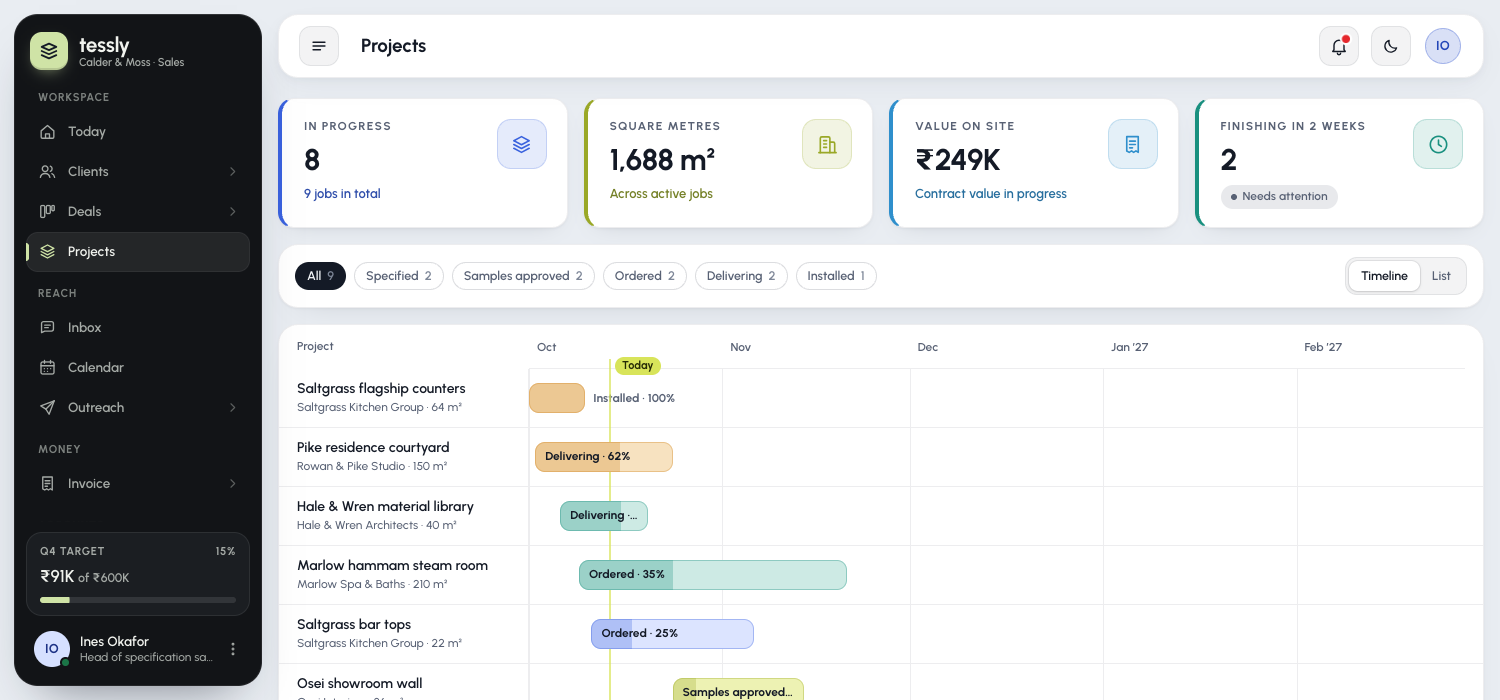 tessly
Calder & Moss · Sales
WORKSPACE
Today
Clients
Deals
Projects
REACH
Inbox
Calendar
Outreach
MONEY
Invoice
Q4 TARGET 15%
₹91K of ₹600K
IO
Ines Okafor
Head of specification sa…
Projects
IO
IN PROGRESS
8
9 jobs in total
SQUARE METRES
1,688 m²
Across active jobs
VALUE ON SITE
₹249K
Contract value in progress
FINISHING IN 2 WEEKS
2
Needs attention
All 9 Specified 2 Samples approved 2 Ordered 2 Delivering 2 Installed 1
Timeline List
Project Oct Nov Dec Jan '27 Feb '27
Today
Saltgrass flagship counters
Saltgrass Kitchen Group · 64 m²
Installed · 100%
Pike residence courtyard
Rowan & Pike Studio · 150 m²
Delivering · 62%
Hale & Wren material library
Hale & Wren Architects · 40 m²
Delivering ·…
Marlow hammam steam room
Marlow Spa & Baths · 210 m²
Ordered · 35%
Saltgrass bar tops
Saltgrass Kitchen Group · 22 m²
Ordered · 25%
Osei showroom wall
Samples approved…